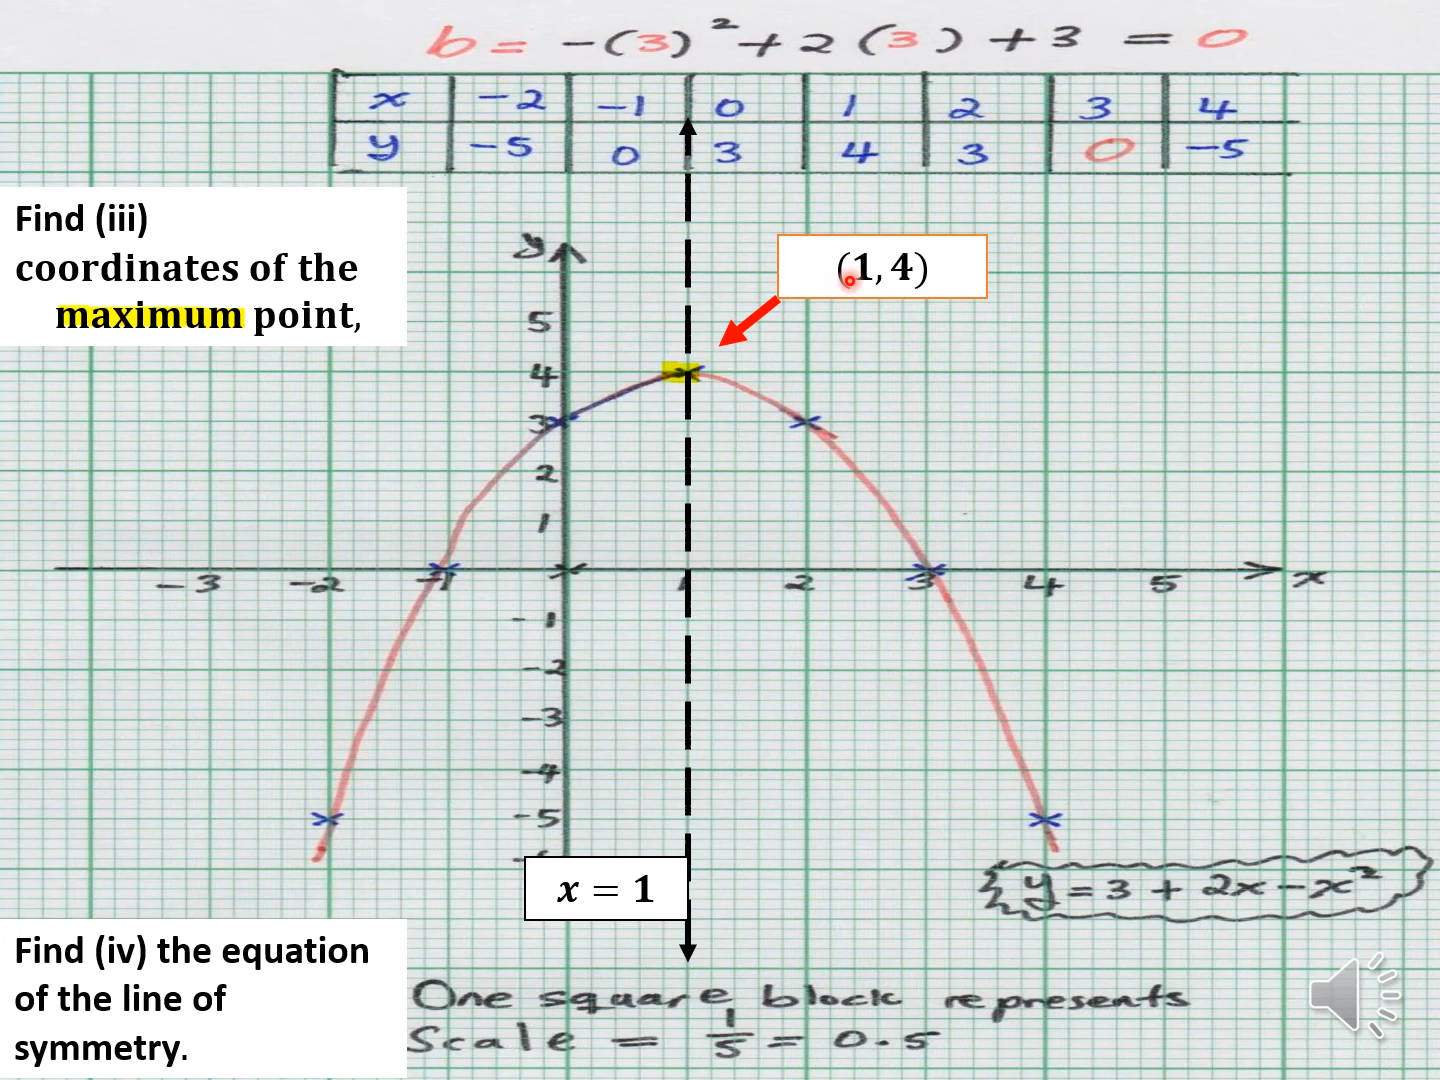 b = -(3)² + 2(3) + 3 = 0
x -2 -1 0 1 2 3 4
y -5 0 3 4 3 0 -5
Find (iii)
coordinates of the
maximum point,
(1, 4)
y
5
4
3
2
1
-3 -2 -1 1 2 3 4 5 x
-1
-2
-3
-4
-5
x = 1
y = 3 + 2x - x²
Find (iv) the equation
of the line of
symmetry.
One square block represents
Scale = 1/5 = 0.5